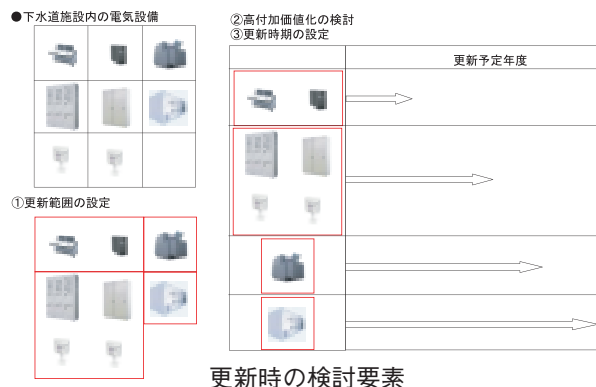 ●下水道施設内の電気設備
①更新範囲の設定
②高付加価値化の検討
③更新時期の設定
更新予定年度
更新時の検討要素